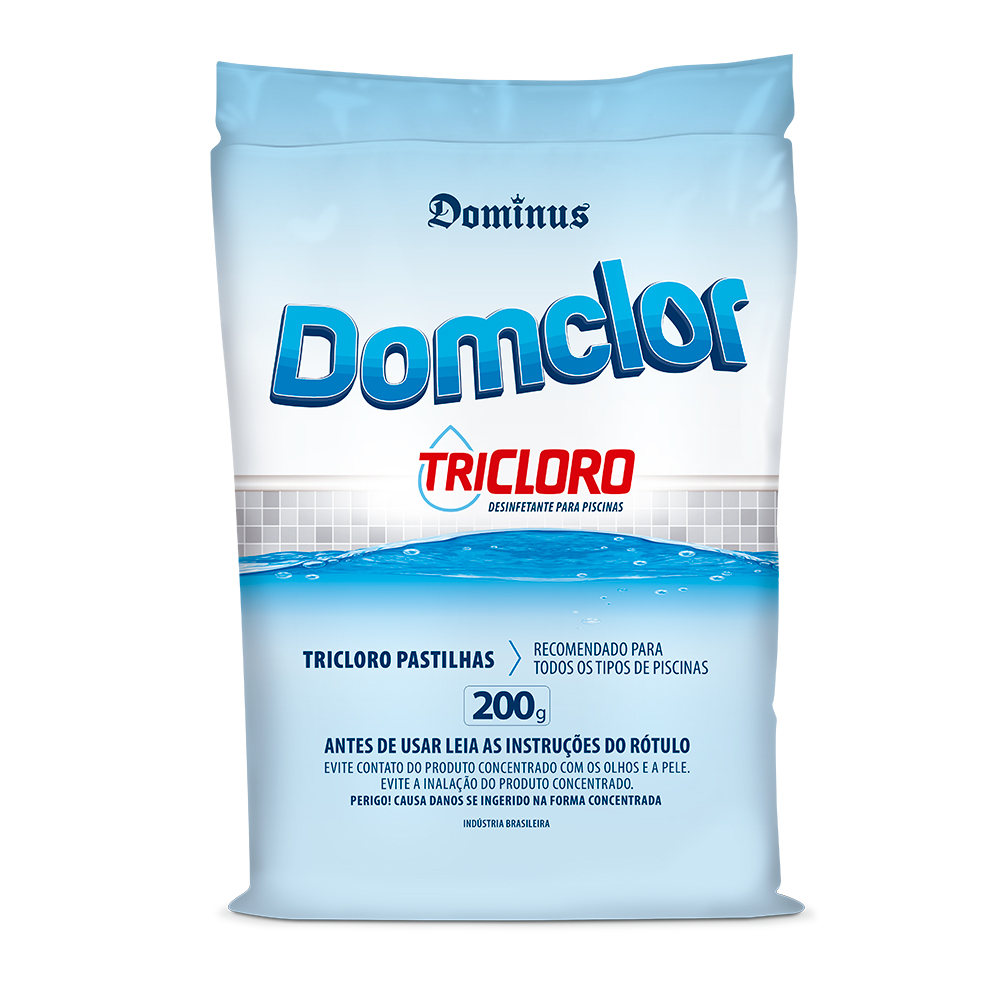 Dominus
Domclor
TRICLORO
DESINFETANTE PARA PISCINAS
TRICLORO PASTILHAS
RECOMENDADO PARA
TODOS OS TIPOS DE PISCINAS
200g
ANTES DE USAR LEIA AS INSTRUÇÕES DO RÓTULO
EVITE CONTATO DO PRODUTO CONCENTRADO COM OS OLHOS E A PELE.
EVITE A INALAÇÃO DO PRODUTO CONCENTRADO.
PERIGO! CAUSA DANOS SE INGERIDO NA FORMA CONCENTRADA
INDÚSTRIA BRASILEIRA